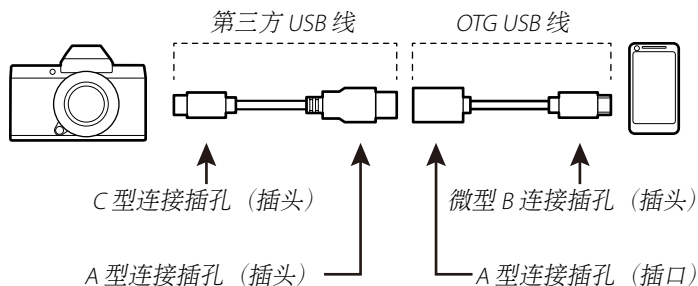 第三方 USB 线
OTG USB 线
C 型连接插孔（插头）
微型 B 连接插孔（插头）
A 型连接插孔（插头）
A 型连接插孔（插口）